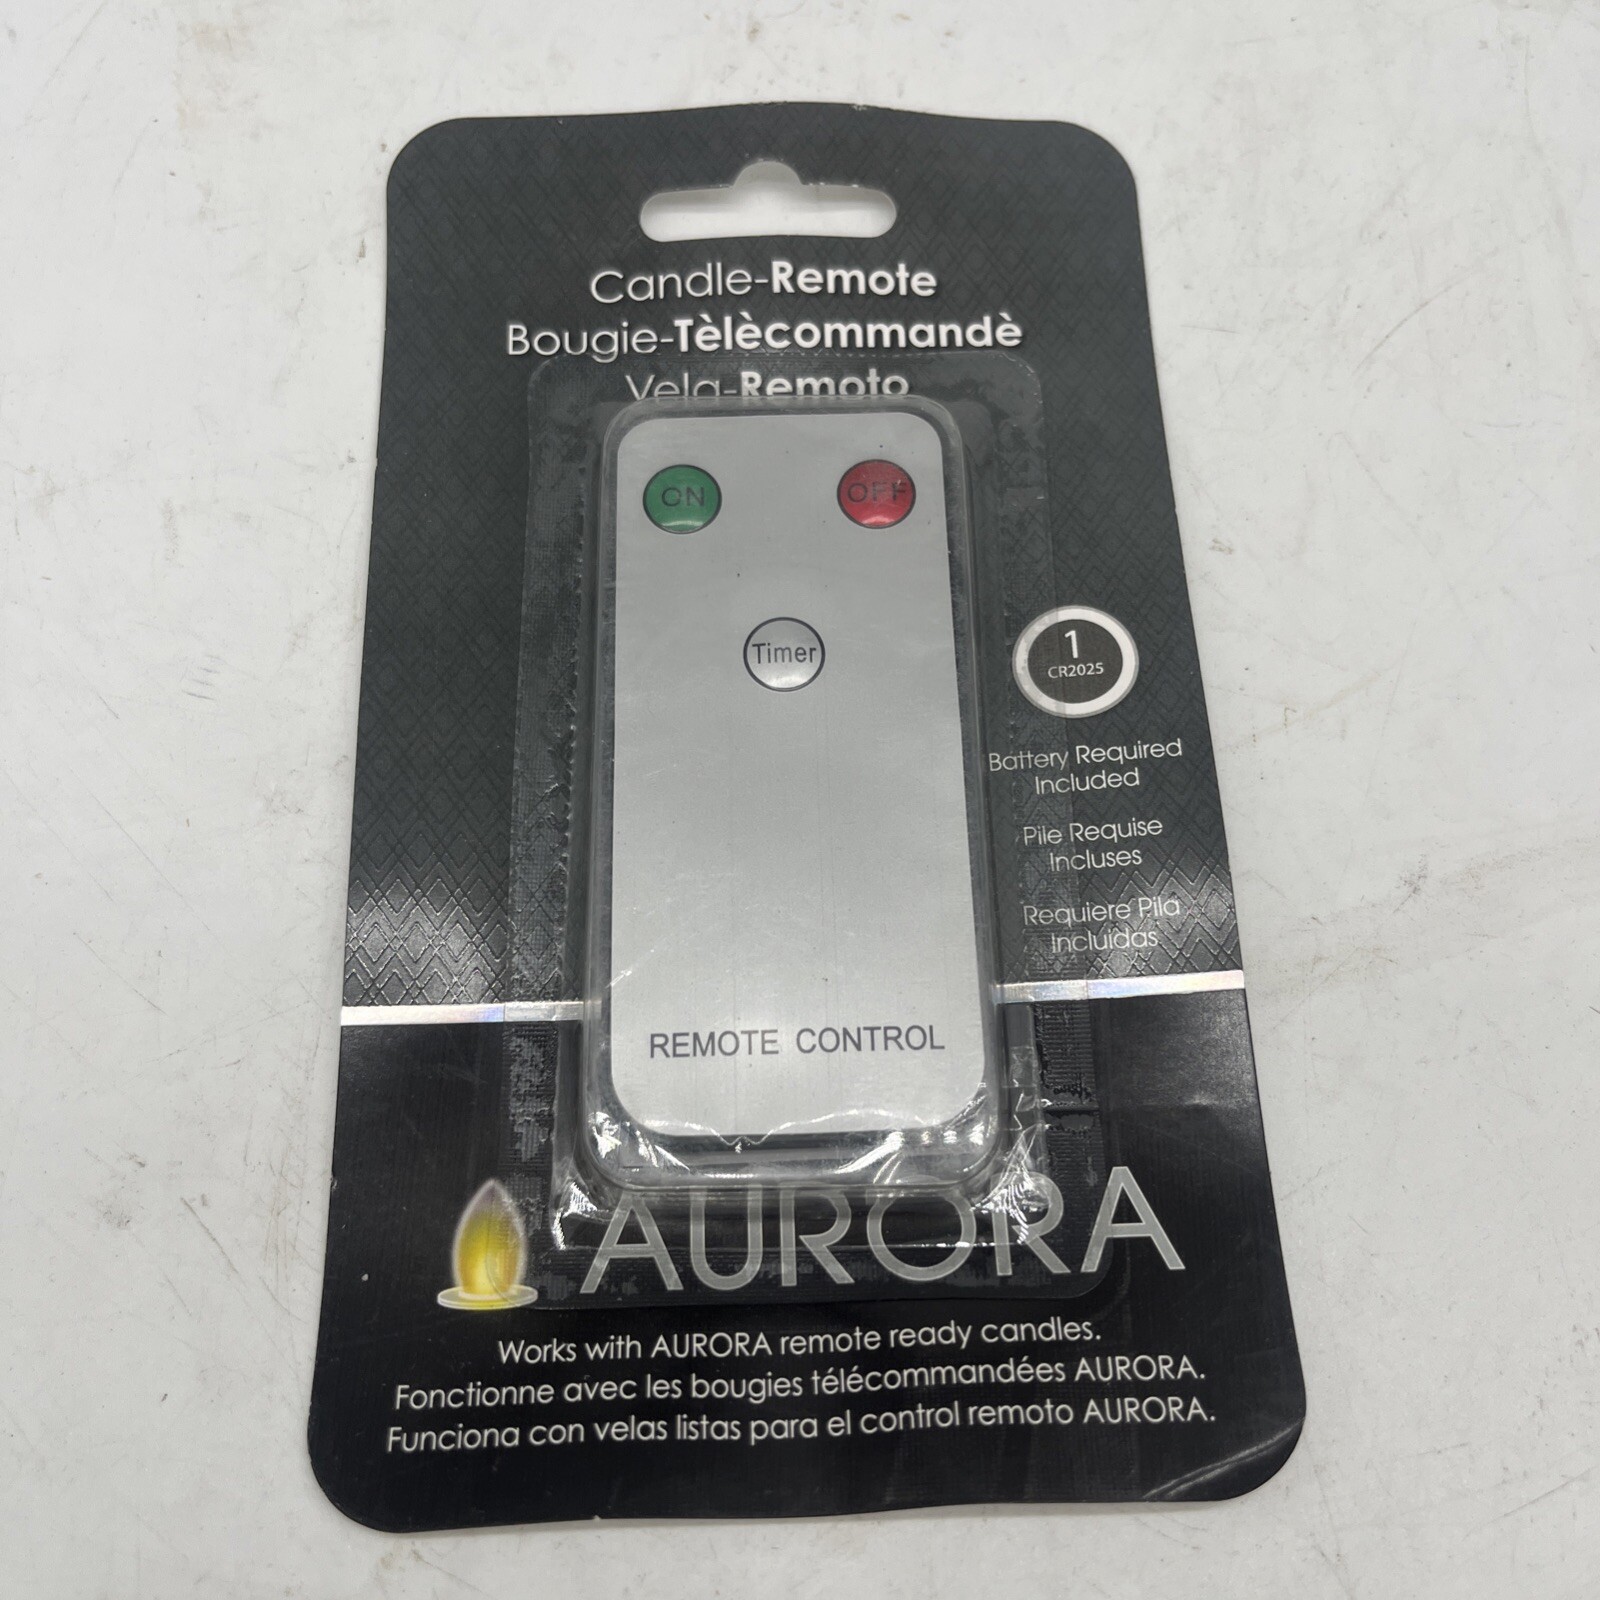 Candle-Remote
Bougie-Tèlècommandè
Vela-Remoto
ON
OFF
Timer
1
CR2025
Battery Required
Included
Pile Requise
Incluses
Requiere Pila
Incluidas
REMOTE CONTROL
AURORA
Works with AURORA remote ready candles.
Fonctionne avec les bougies télécommandées AURORA.
Funciona con velas listas para el control remoto AURORA.